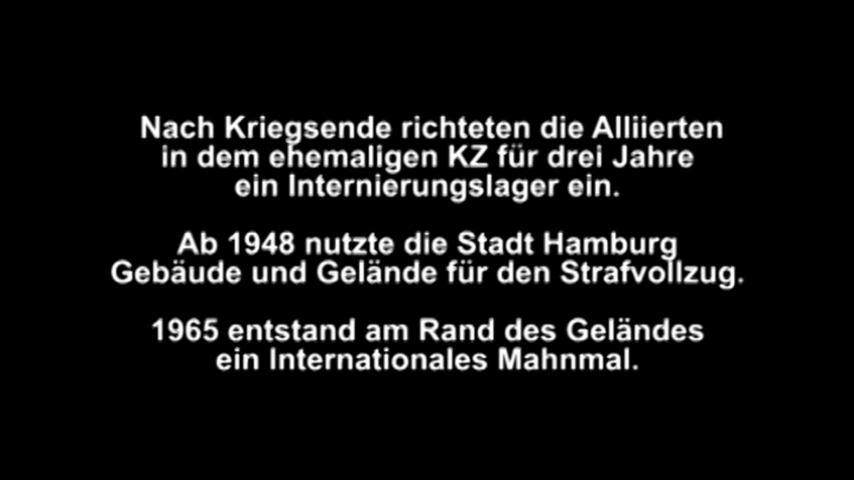 Nach Kriegsende richteten die Alliierten
in dem ehemaligen KZ für drei Jahre
ein Internierungslager ein.
Ab 1948 nutzte die Stadt Hamburg
Gebäude und Gelände für den Strafvollzug.
1965 entstand am Rand des Geländes
ein Internationales Mahnmal.